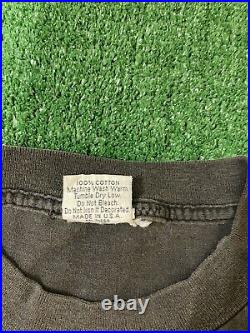 100% COTTON
Machine Wash Warm.
Tumble Dry Low.
Do Not Bleach.
Do Not Iron If Decorated.
MADE IN U.S.A.